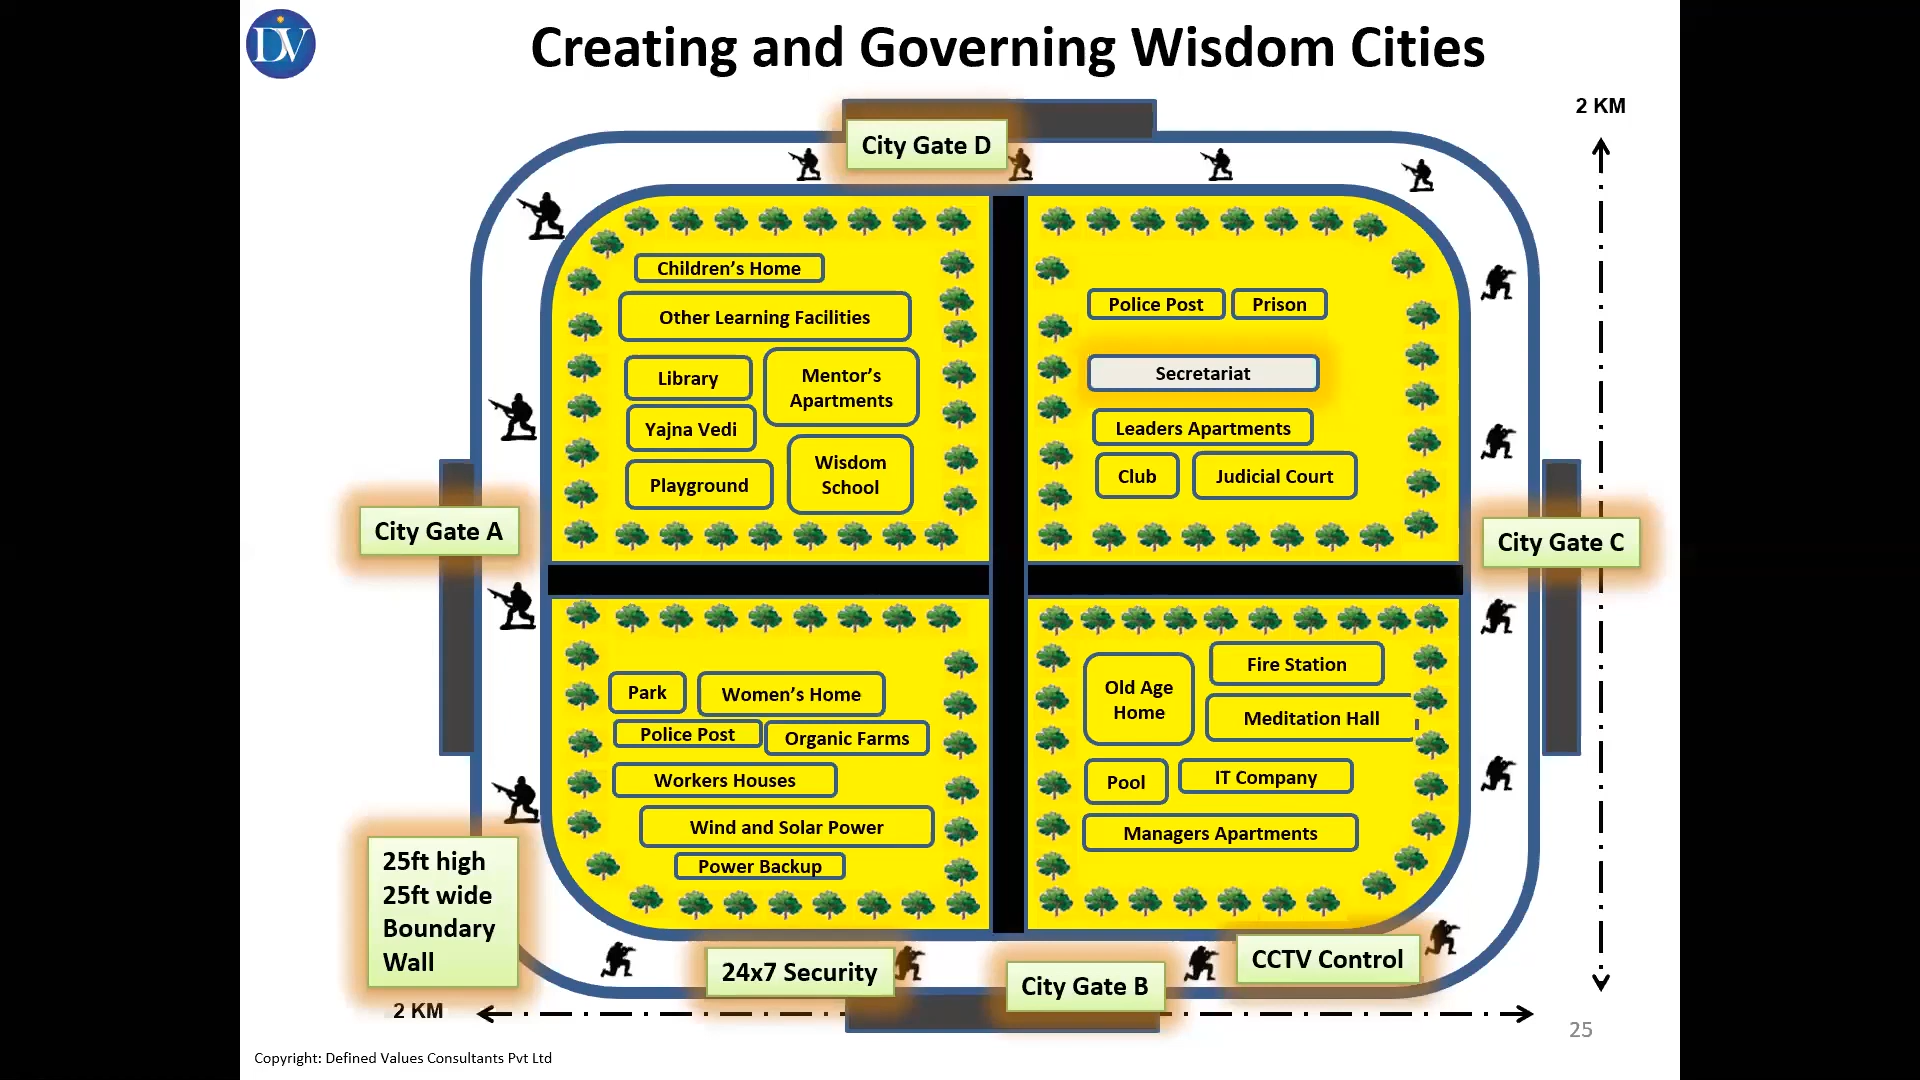 DV
Creating and Governing Wisdom Cities
2 KM
City Gate D
Children's Home
Other Learning Facilities
Library
Mentor's
Apartments
Yajna Vedi
Playground
Wisdom
School
Police Post
Prison
Secretariat
Leaders Apartments
Club
Judicial Court
City Gate A
City Gate C
Park
Women's Home
Police Post
Organic Farms
Workers Houses
Wind and Solar Power
Power Backup
Old Age
Home
Fire Station
Meditation Hall
Pool
IT Company
Managers Apartments
25ft high
25ft wide
Boundary
Wall
24x7 Security
City Gate B
CCTV Control
2 KM
25
Copyright: Defined Values Consultants Pvt Ltd